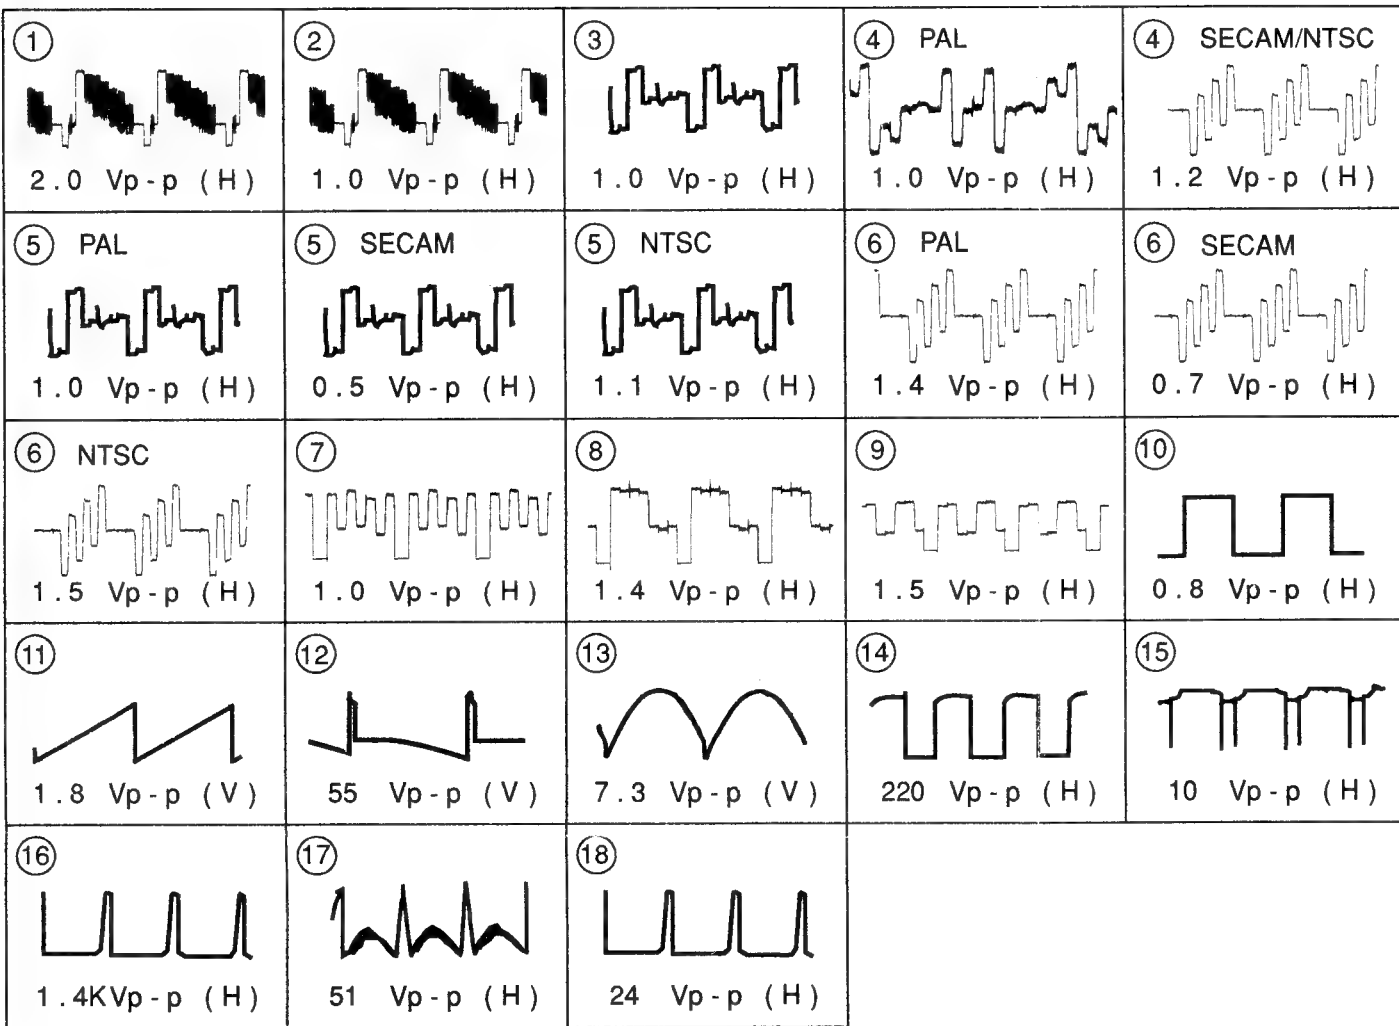 ① ② ③ ④ PAL ④ SECAM/NTSC
2.0 Vp-p (H) 1.0 Vp-p (H) 1.0 Vp-p (H) 1.0 Vp-p (H) 1.2 Vp-p (H)
⑤ PAL ⑤ SECAM ⑤ NTSC ⑥ PAL ⑥ SECAM
1.0 Vp-p (H) 0.5 Vp-p (H) 1.1 Vp-p (H) 1.4 Vp-p (H) 0.7 Vp-p (H)
⑥ NTSC ⑦ ⑧ ⑨ ⑩
1.5 Vp-p (H) 1.0 Vp-p (H) 1.4 Vp-p (H) 1.5 Vp-p (H) 0.8 Vp-p (H)
⑪ ⑫ ⑬ ⑭ ⑮
1.8 Vp-p (V) 55 Vp-p (V) 7.3 Vp-p (V) 220 Vp-p (H) 10 Vp-p (H)
⑯ ⑰ ⑱
1.4KVp-p (H) 51 Vp-p (H) 24 Vp-p (H)